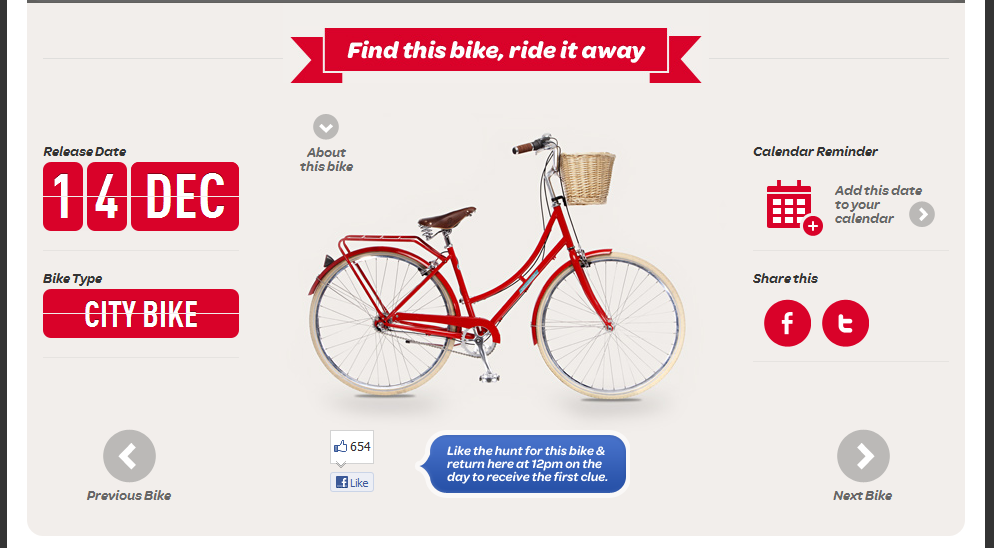 Find this bike, ride it away
About
this bike
Release Date
14 DEC
Bike Type
CITY BIKE
Calendar Reminder
Add this date
to your
calendar
Share this
f
t
654
Like
Like the hunt for this bike &
return here at 12pm on the
day to receive the first clue.
Previous Bike
Next Bike